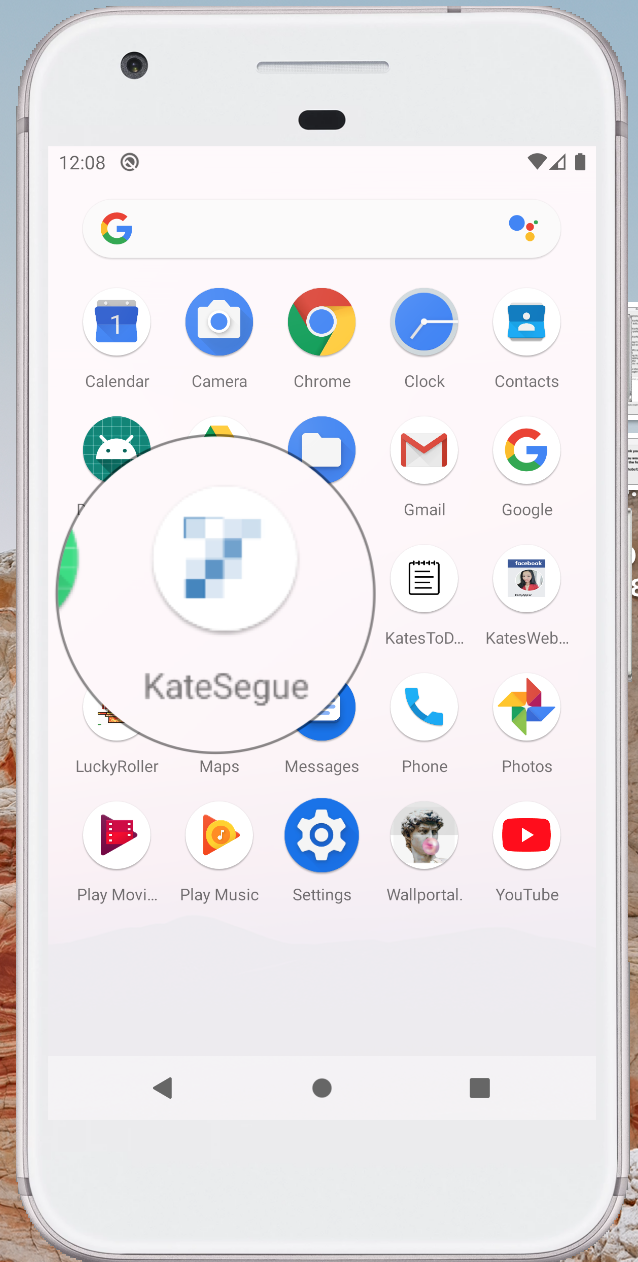 12:08
1
Calendar Camera Chrome Clock Contacts
Gmail Google
facebook
KateSegue
KatesToD... KatesWeb...
LuckyRoller Maps Messages Phone Photos
Play Movi... Play Music Settings Wallportal. YouTube